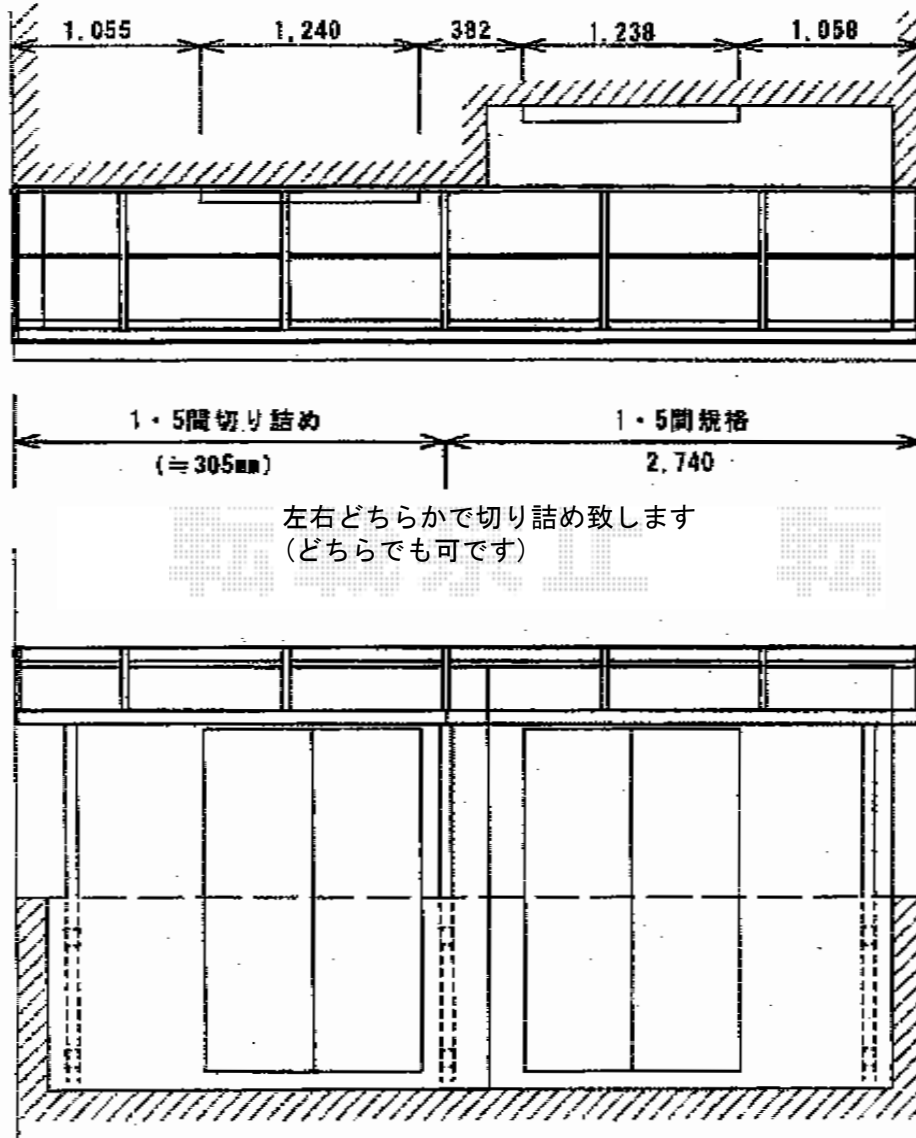 1,055 1,240 382 1,238 1,058
1・5間切り詰め 1・5間規格
(≒305㎜) 2,740
左右どちらかで切り詰め致します
(どちらでも可です)